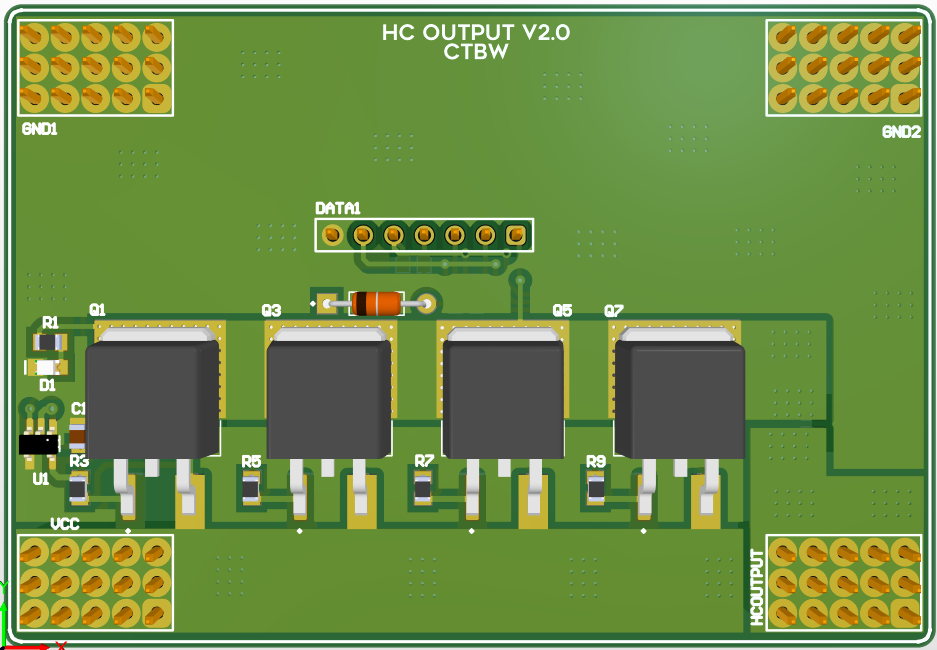 HC OUTPUT V2.0
CTBW
GND1
GND2
DATA1
Q1
Q3
Q5
Q7
R1
D1
C1
R3
R5
R7
R9
U1
VCC
HCOUTPUT
Y
X